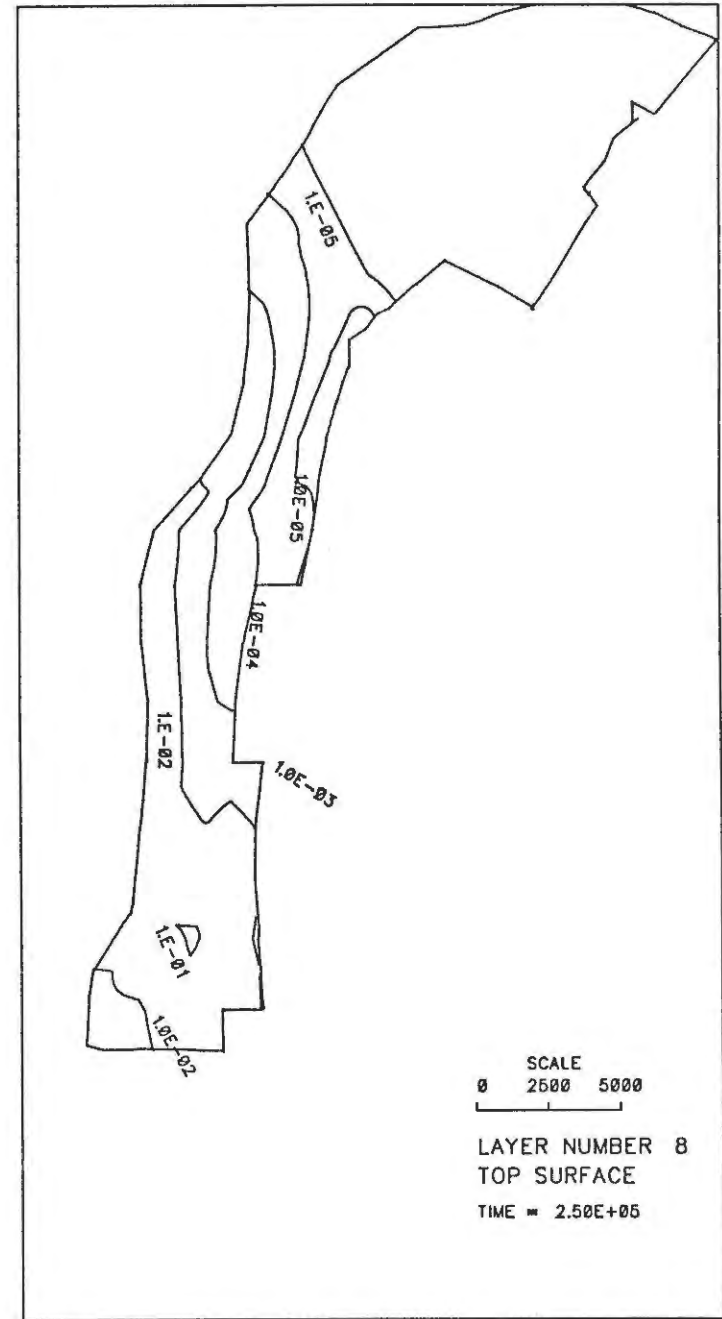 1.E-05
1.0E-05
1.0E-04
1.E-02
1.0E-03
1.E-01
1.0E-02
SCALE
0 2500 5000
LAYER NUMBER 8
TOP SURFACE
TIME = 2.50E+05